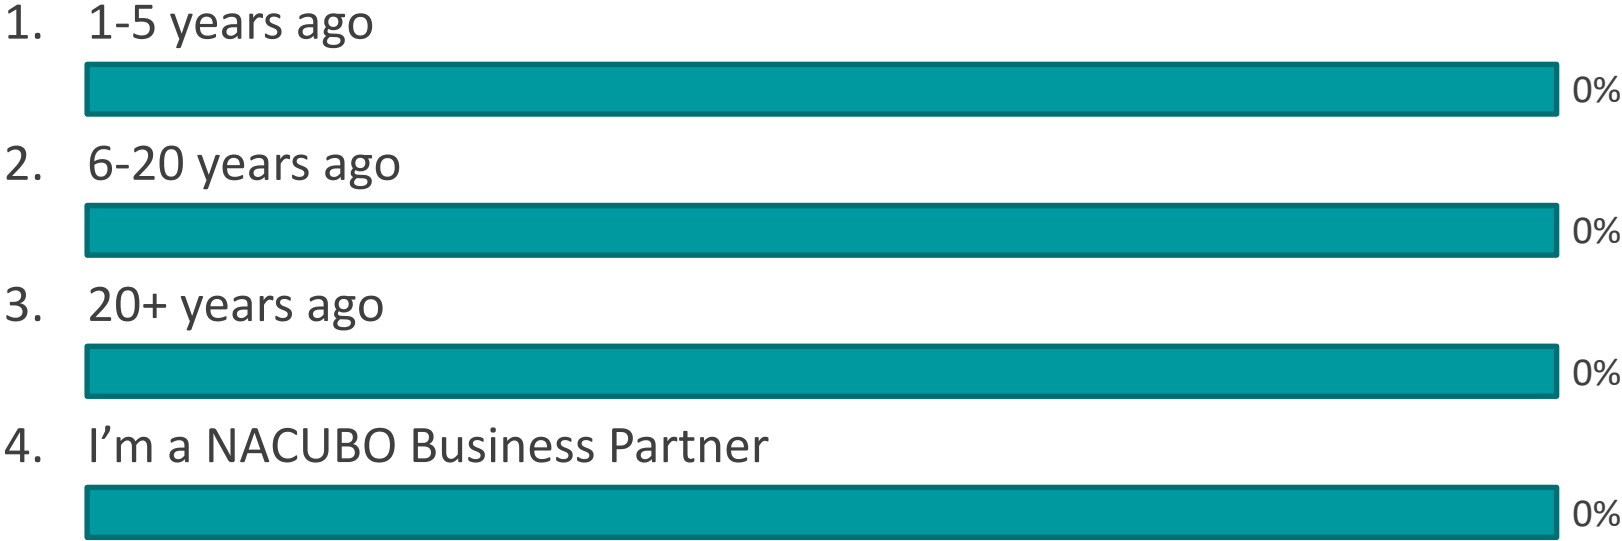 1. 1-5 years ago
0%
2. 6-20 years ago
0%
3. 20+ years ago
0%
4. I’m a NACUBO Business Partner
0%